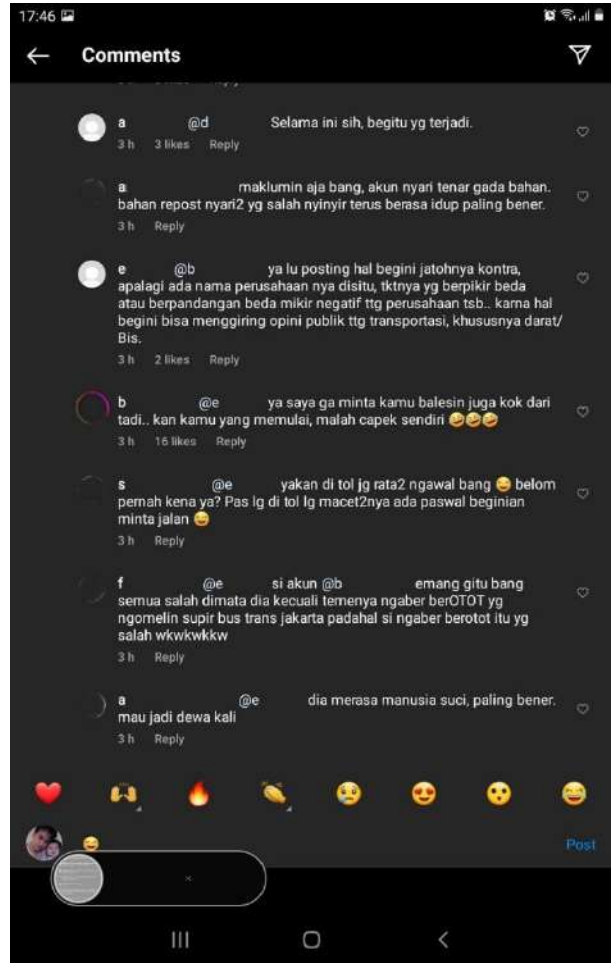 17:46
Comments
a @d Selama ini sih, begitu yg terjadi.
3 h 3 likes Reply
a maklumin aja bang, akun nyari tenar gada bahan.
bahan repost nyari2 yg salah nyinyir terus berasa idup paling bener.
3 h Reply
e @b ya lu posting hal begini jatohnya kontra,
apalagi ada nama perusahaan nya disitu, tktnya yg berpikir beda
atau berpandangan beda mikir negatif ttg perusahaan tsb.. karna hal
begini bisa menggiring opini publik ttg transportasi, khususnya darat/
Bis.
3 h 2 likes Reply
b @e ya saya ga minta kamu balesin juga kok dari
tadi.. kan kamu yang memulai, malah capek sendiri 🤣🤣🤣
3 h 16 likes Reply
s @e yakan di tol jg rata2 ngawal bang 😂 belom
pernah kena ya? Pas lg di tol lg macet2nya ada paswal beginian
minta jalan 😂
3 h Reply
f @e si akun @b emang gitu bang
semua salah dimata dia kecuali temenya ngaber berOTOT yg
ngomelin supir bus trans jakarta padahal si ngaber berotot itu yg
salah wkwkwkkw
3 h Reply
a @e dia merasa manusia suci, paling bener.
mau jadi dewa kali
3 h Reply
❤️ 🙌 🔥 👏 😢 😍 😮 😂
😂 Post